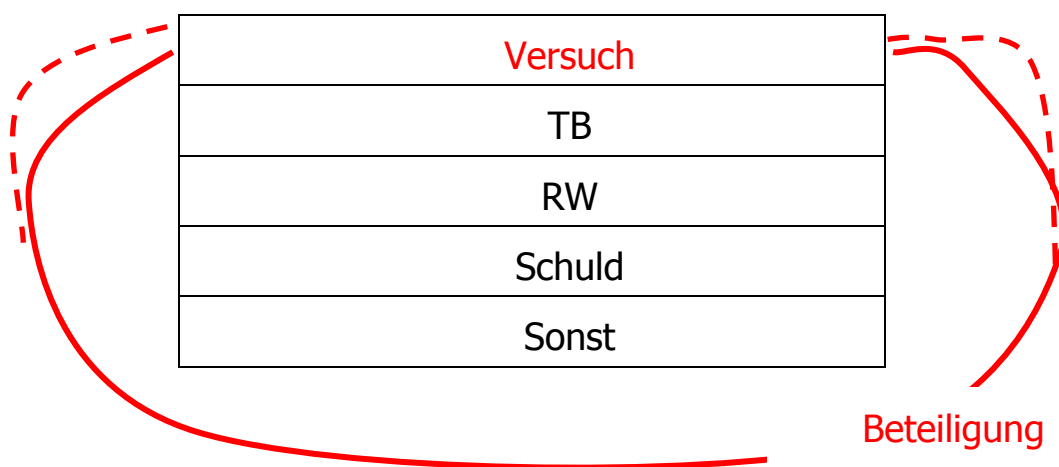 Versuch
TB
RW
Schuld
Sonst
Beteiligung